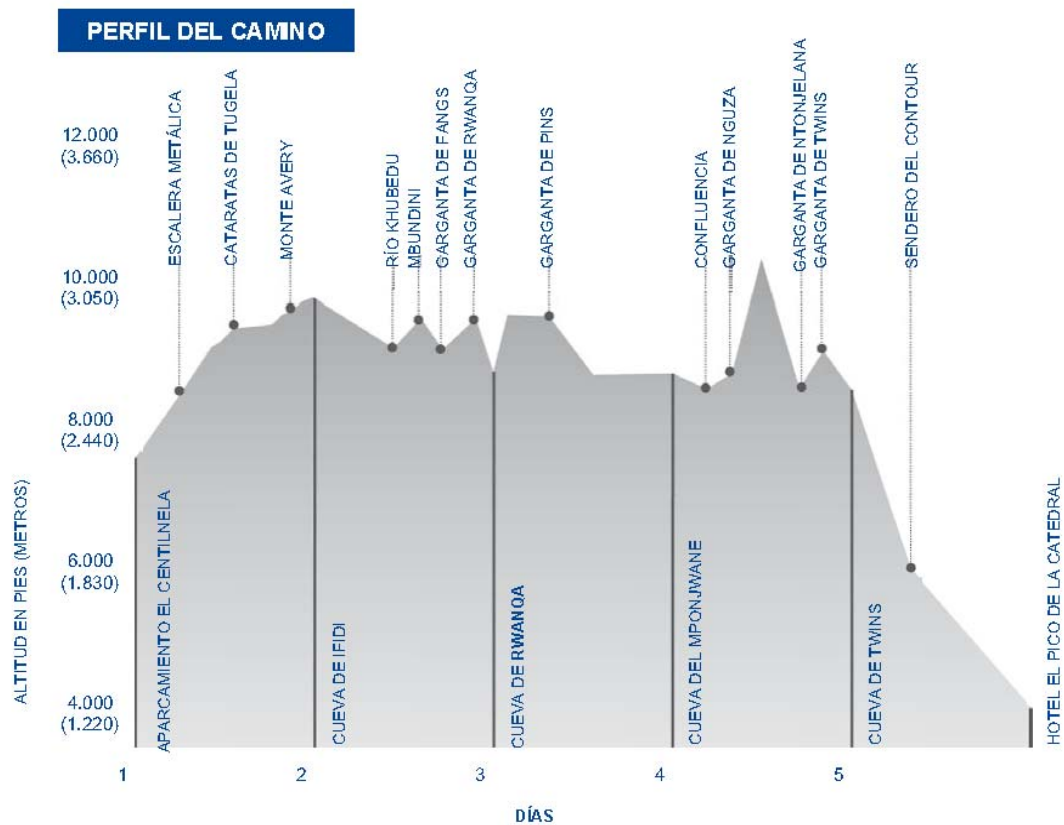 PERFIL DEL CAMINO
12.000
(3.660)
10.000
(3.050)
8.000
(2.440)
6.000
(1.830)
4.000
(1.220)
ALTITUD EN PIES (METROS)
ESCALERA METÁLICA
CATARATAS DE TUGELA
MONTE AVERY
RÍO KHUBEDU
MBUNDINI
GARGANTA DE FANGS
GARGANTA DE RWANQA
GARGANTA DE PINS
CONFLUENCIA
GARGANTA DE NGUZA
GARGANTA DE NTONJELANA
GARGANTA DE TWINS
SENDERO DEL CONTOUR
APARCAMIENTO EL CENTILNELA
CUEVA DE IFIDI
CUEVA DE RWANQA
CUEVA DEL MPONJWANE
CUEVA DE TWINS
HOTEL EL PICO DE LA CATEDRAL
1 2 3 4 5
DÍAS